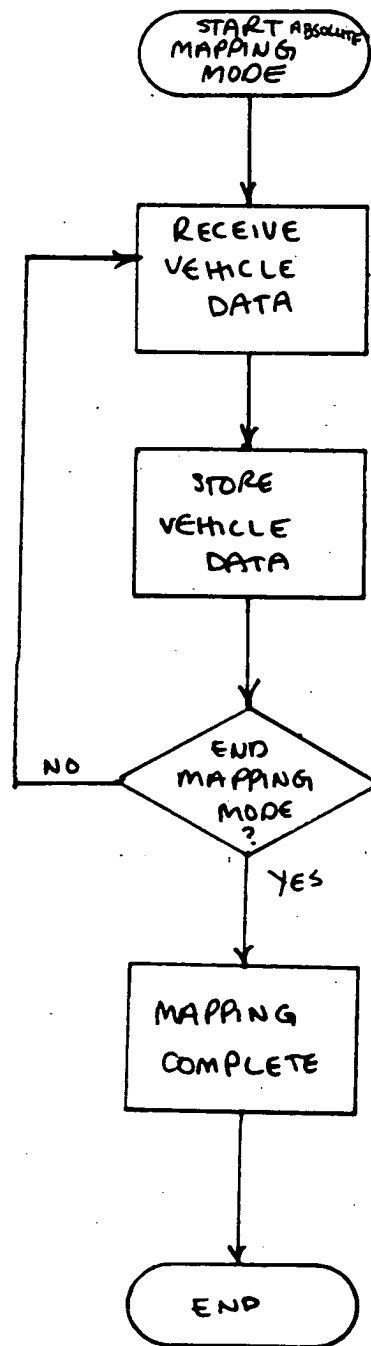 START ABSOLUTE
MAPPING
MODE
RECEIVE
VEHICLE
DATA
STORE
VEHICLE
DATA
END
MAPPING
MODE
?
NO
YES
MAPPING
COMPLETE
END